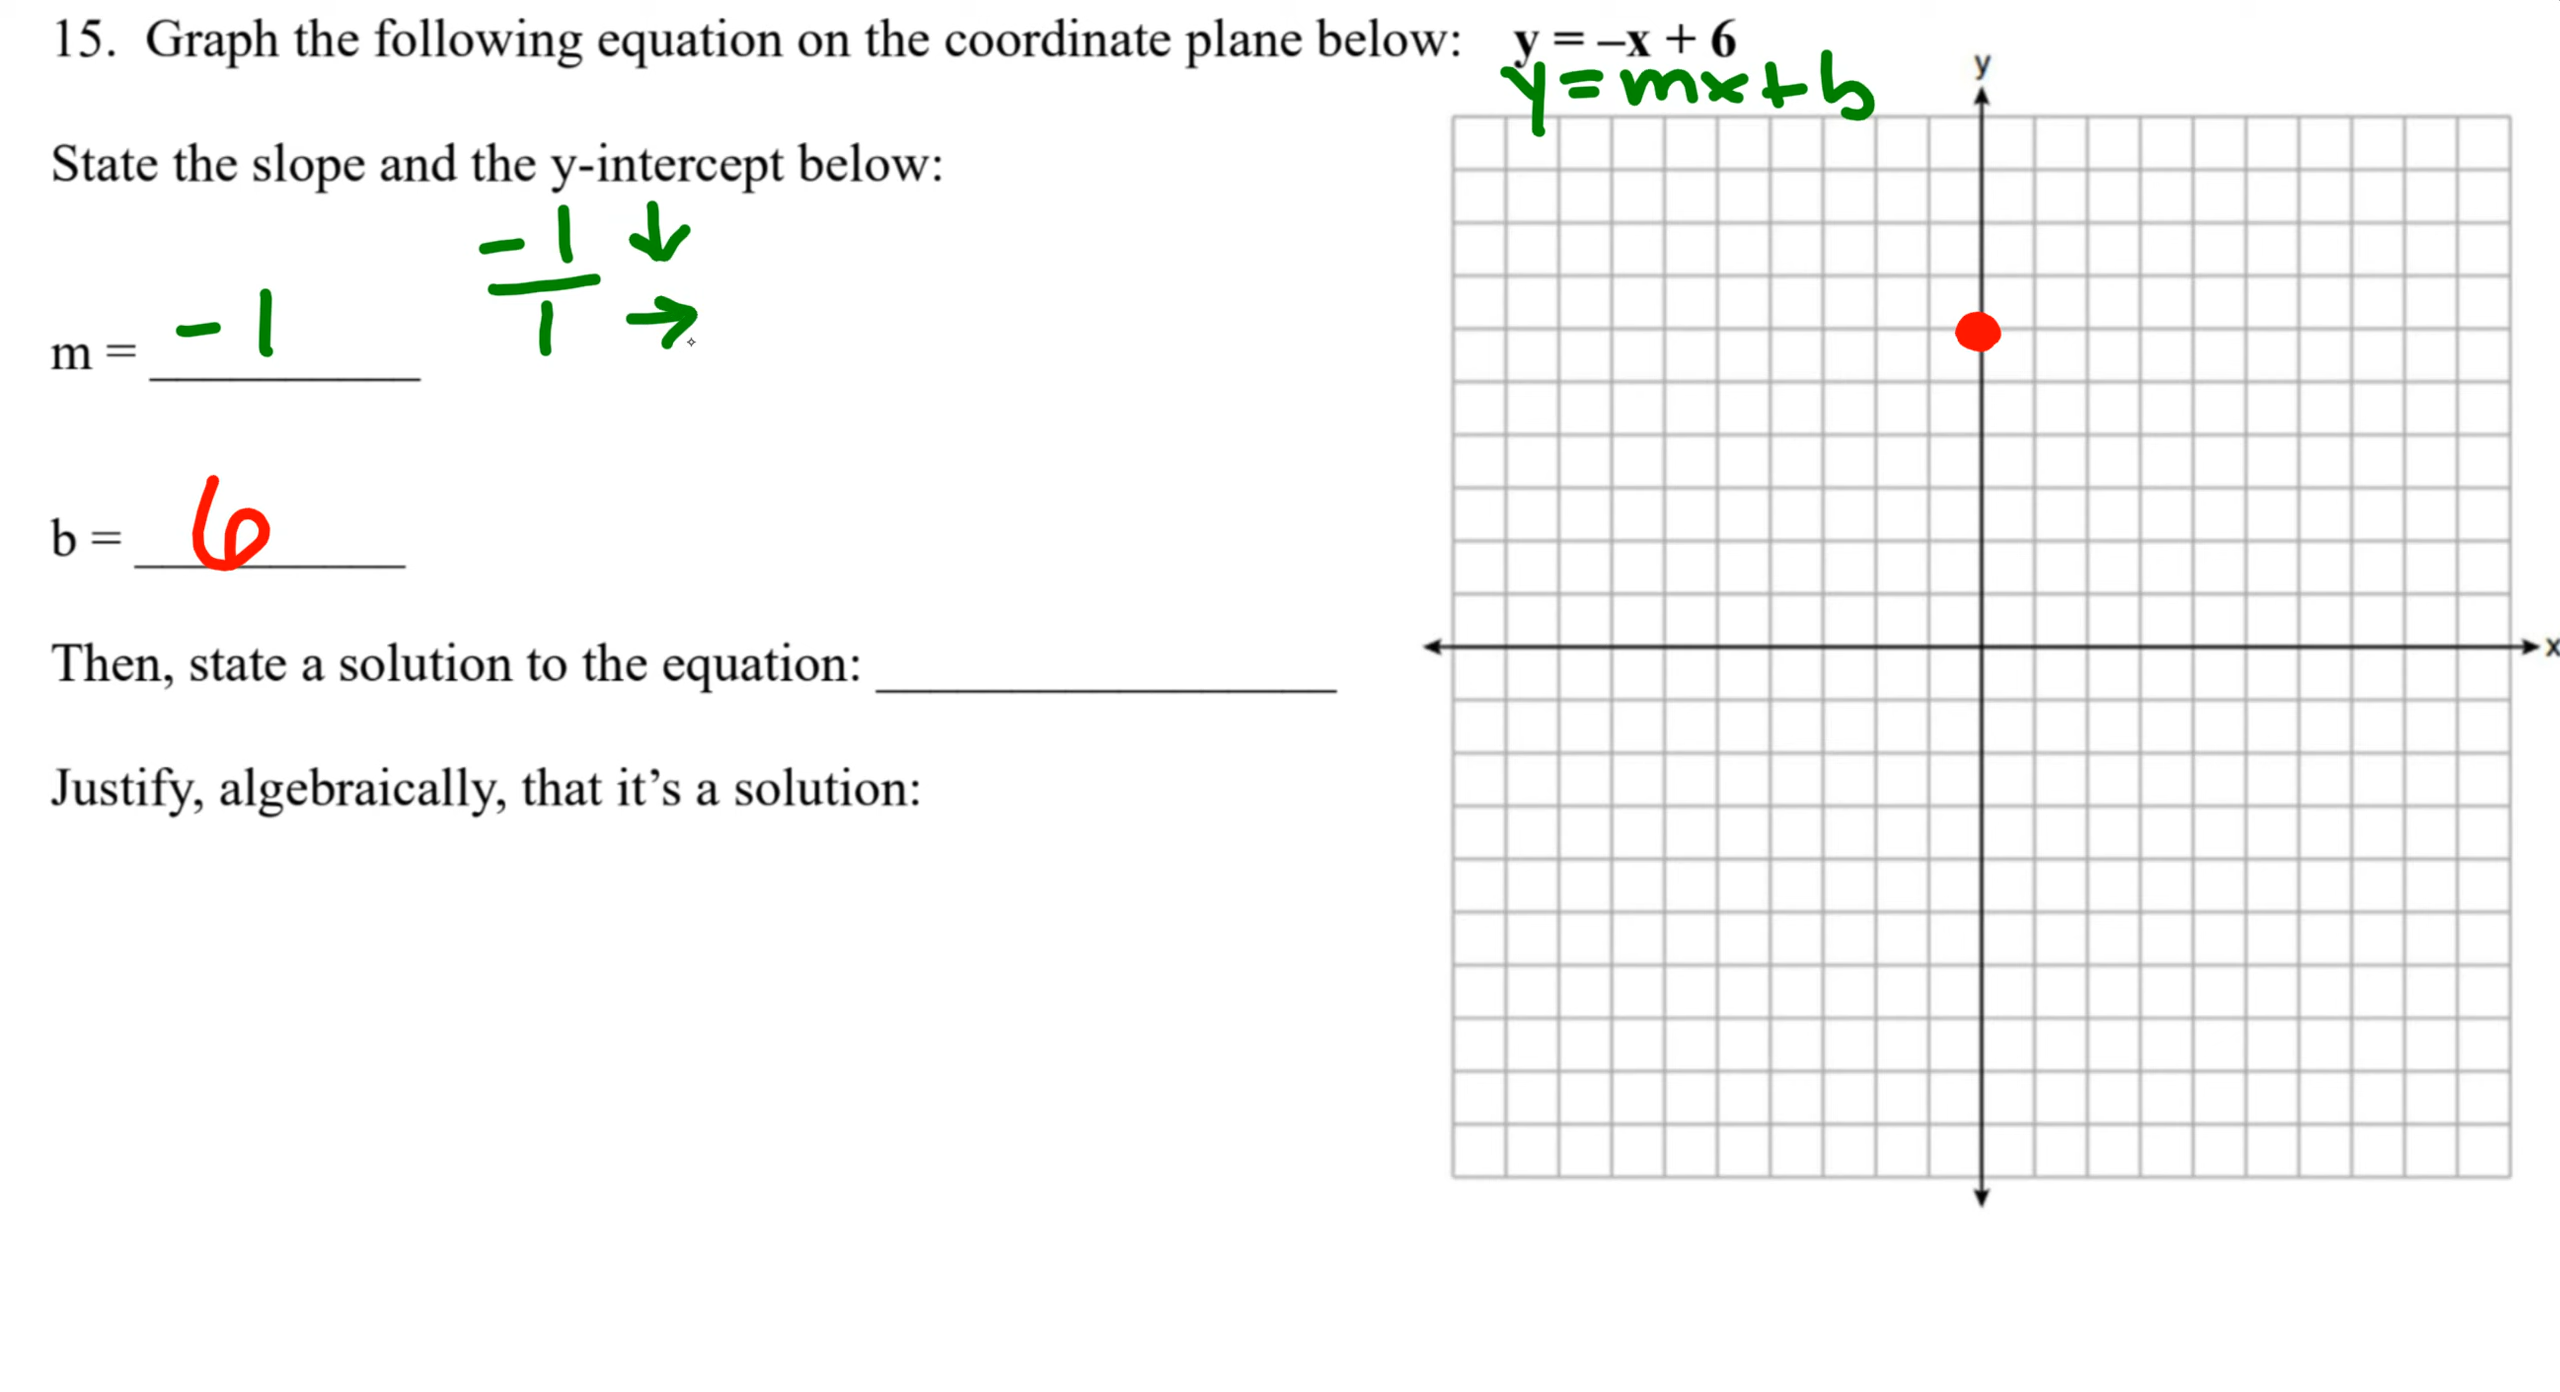 15. Graph the following equation on the coordinate plane below: y = –x + 6
y = mx + b
y
State the slope and the y-intercept below:
-1
1
m = -1
b = 6
x
Then, state a solution to the equation: ____________
Justify, algebraically, that it’s a solution: